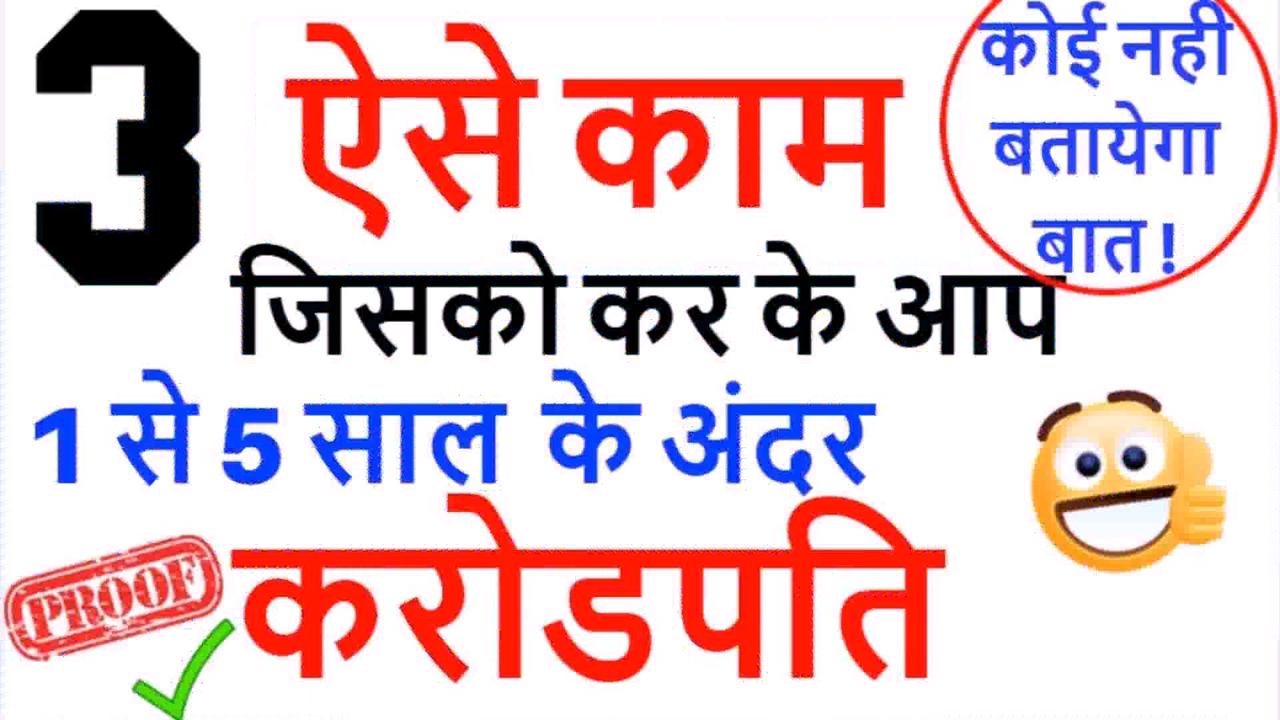 3 ऐसे काम
कोई नही
बतायेगा
बात !
जिसको कर के आप
1 से 5 साल के अंदर
PROOF
करोडपति